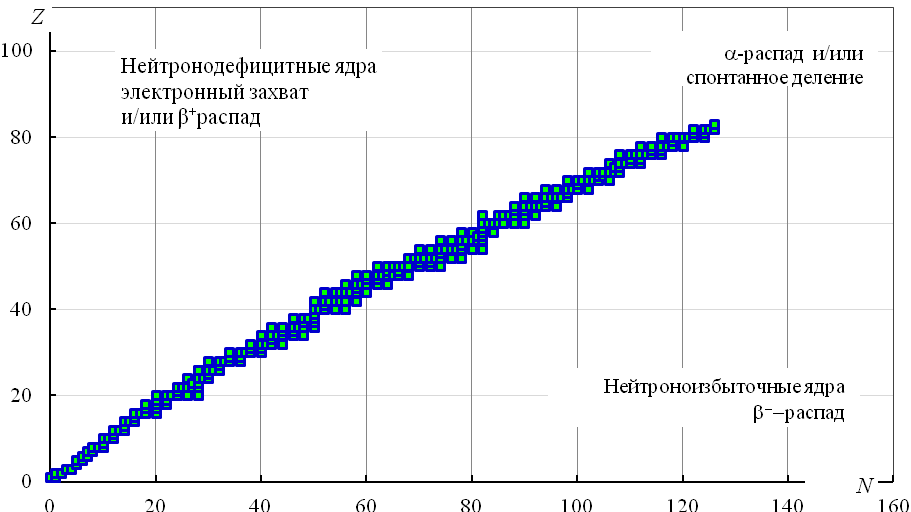 Z
100
Нейтронодефицитные ядра
электронный захват
и/или β⁺распад
α-распад и/или
спонтанное деление
80
60
40
20
Нейтроноизбыточные ядра
β⁻–распад
0
N
0 20 40 60 80 100 120 140 160